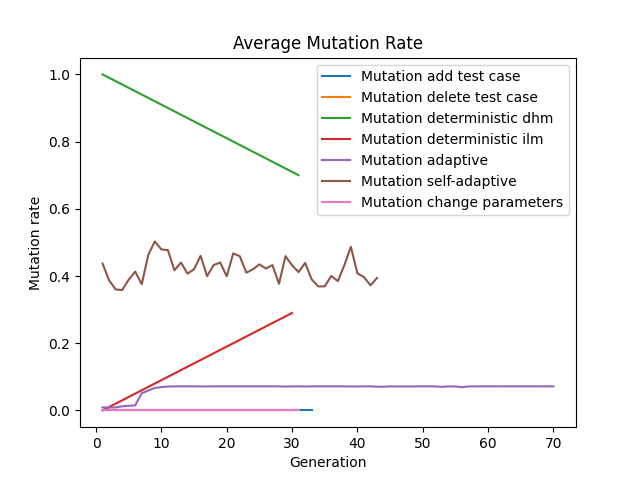 Average Mutation Rate
Mutation add test case
Mutation delete test case
Mutation deterministic dhm
Mutation deterministic ilm
Mutation adaptive
Mutation self-adaptive
Mutation change parameters
Mutation rate
1.0
0.8
0.6
0.4
0.2
0.0
0 10 20 30 40 50 60 70
Generation